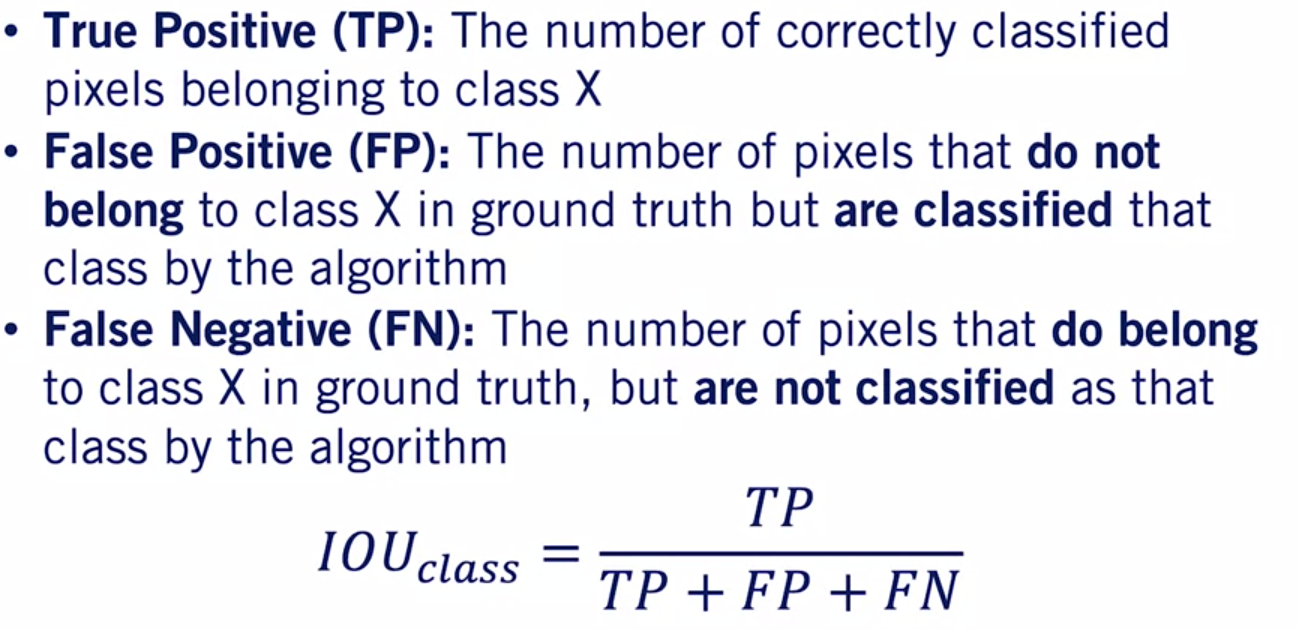 • True Positive (TP): The number of correctly classified
pixels belonging to class X
• False Positive (FP): The number of pixels that do not
belong to class X in ground truth but are classified that
class by the algorithm
• False Negative (FN): The number of pixels that do belong
to class X in ground truth, but are not classified as that
class by the algorithm
TP
IOU_class = 
TP + FP + FN